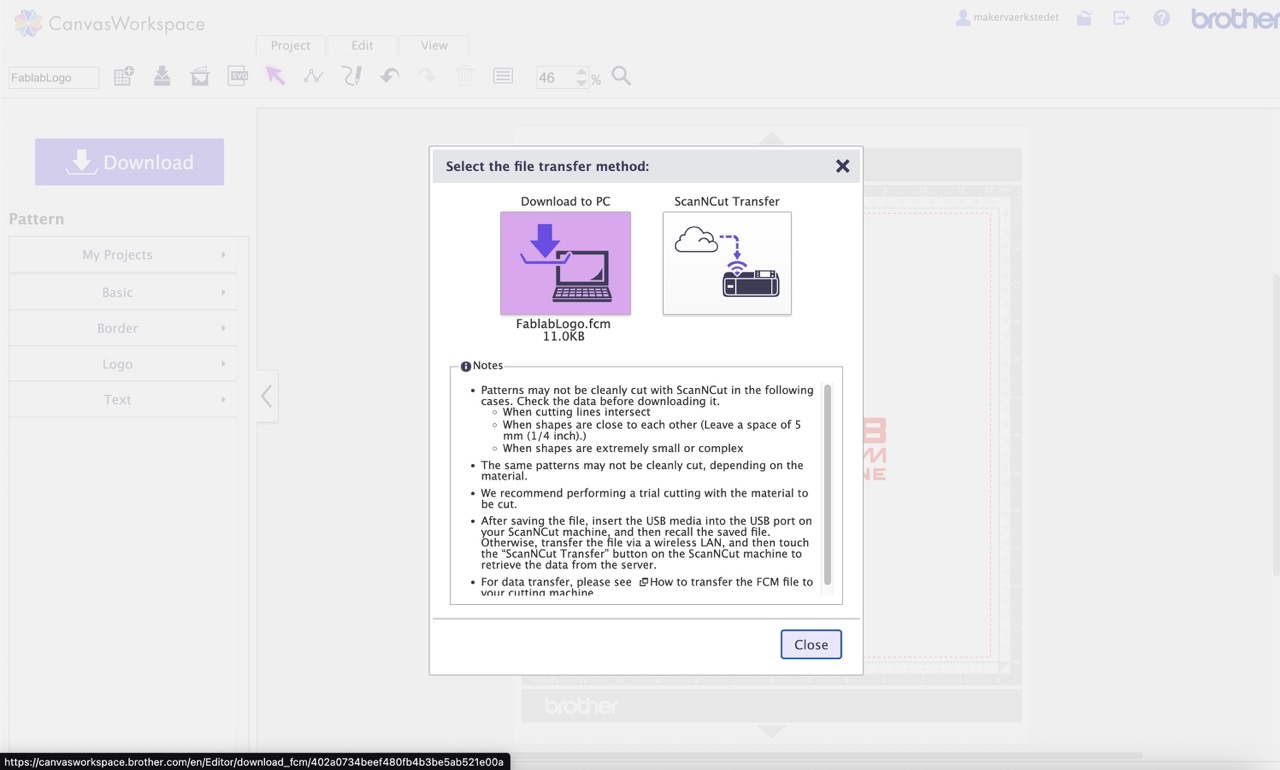 CanvasWorkspace
makervaerkstedet
brother
Project
Edit
View
FablabLogo
SVG
46
%
Download
Pattern
My Projects
Basic
Border
Logo
Text
Select the file transfer method:
Download to PC
ScanNCut Transfer
FablabLogo.fcm
11.0KB
Notes
• Patterns may not be cleanly cut with ScanNCut in the following
cases. Check the data before downloading it.
When cutting lines intersect
When shapes are close to each other (Leave a space of 5
mm (1/4 inch).)
When shapes are extremely small or complex
• The same patterns may not be cleanly cut, depending on the
material.
• We recommend performing a trial cutting with the material to
be cut.
• After saving the file, insert the USB media into the USB port on
your ScanNCut machine, and then recall the saved file.
Otherwise, transfer the file via a wireless LAN, and then touch
the “ScanNCut Transfer” button on the ScanNCut machine to
retrieve the data from the server.
• For data transfer, please see How to transfer the FCM file to
your cutting machine
Close
B
M
NE
brother
https://canvasworkspace.brother.com/en/Editor/download_fcm/402a0734beef480fb4b3be5ab521e00a